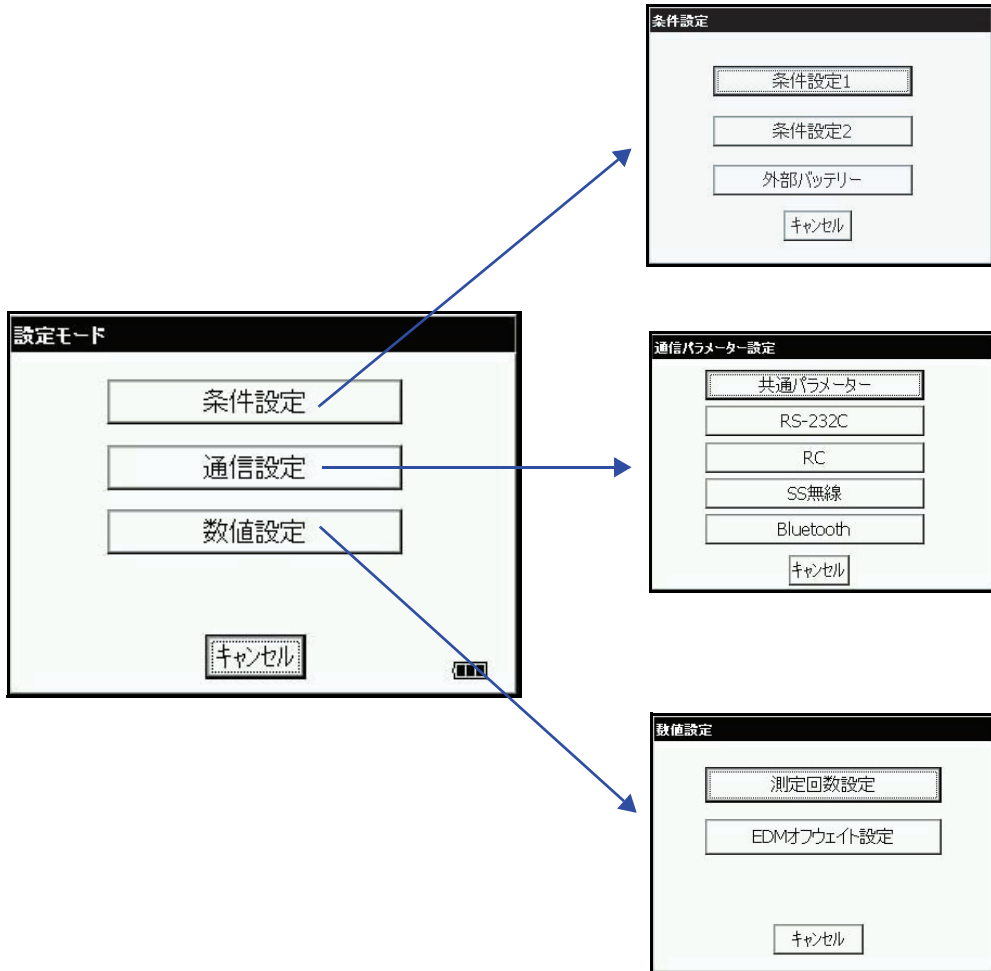 設定モード
条件設定
通信設定
数値設定
キャンセル
条件設定
条件設定1
条件設定2
外部バッテリー
キャンセル
通信パラメーター設定
共通パラメーター
RS-232C
RC
SS無線
Bluetooth
キャンセル
数値設定
測定回数設定
EDMオフウェイト設定
キャンセル